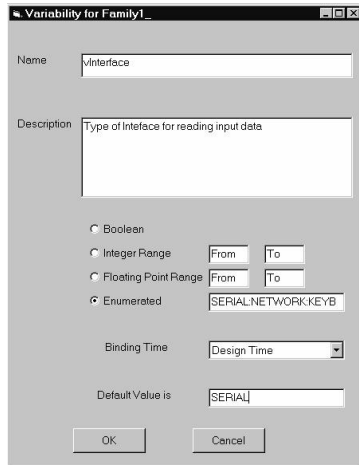 Variability for Family1_
Name
vInterface
Description
Type of Inteface for reading input data
Boolean
Integer Range From To
Floating Point Range From To
Enumerated SERIAL:NETWORK:KEYB
Binding Time Design Time
Default Value is SERIAL
OK Cancel